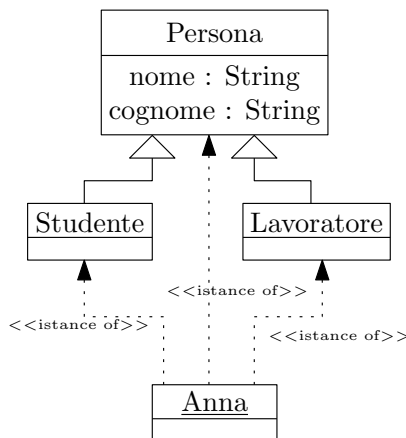 Persona
nome : String
cognome : String
Studente
Lavoratore
<<istance of>>
<<istance of>>
<<istance of>>
Anna